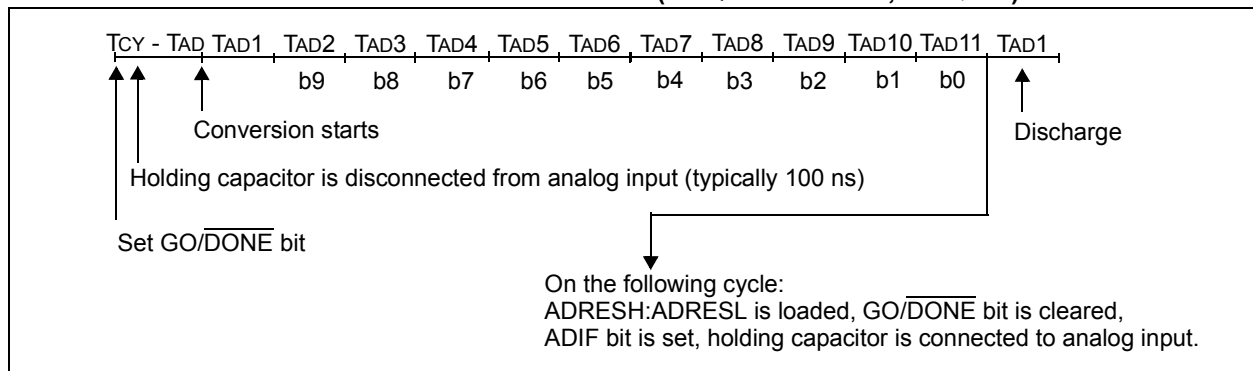 TCY - TAD TAD1 TAD2 TAD3 TAD4 TAD5 TAD6 TAD7 TAD8 TAD9 TAD10 TAD11 TAD1
b9 b8 b7 b6 b5 b4 b3 b2 b1 b0
Conversion starts
Discharge
Holding capacitor is disconnected from analog input (typically 100 ns)
Set GO/DONE bit
On the following cycle:
ADRESH:ADRESL is loaded, GO/DONE bit is cleared,
ADIF bit is set, holding capacitor is connected to analog input.